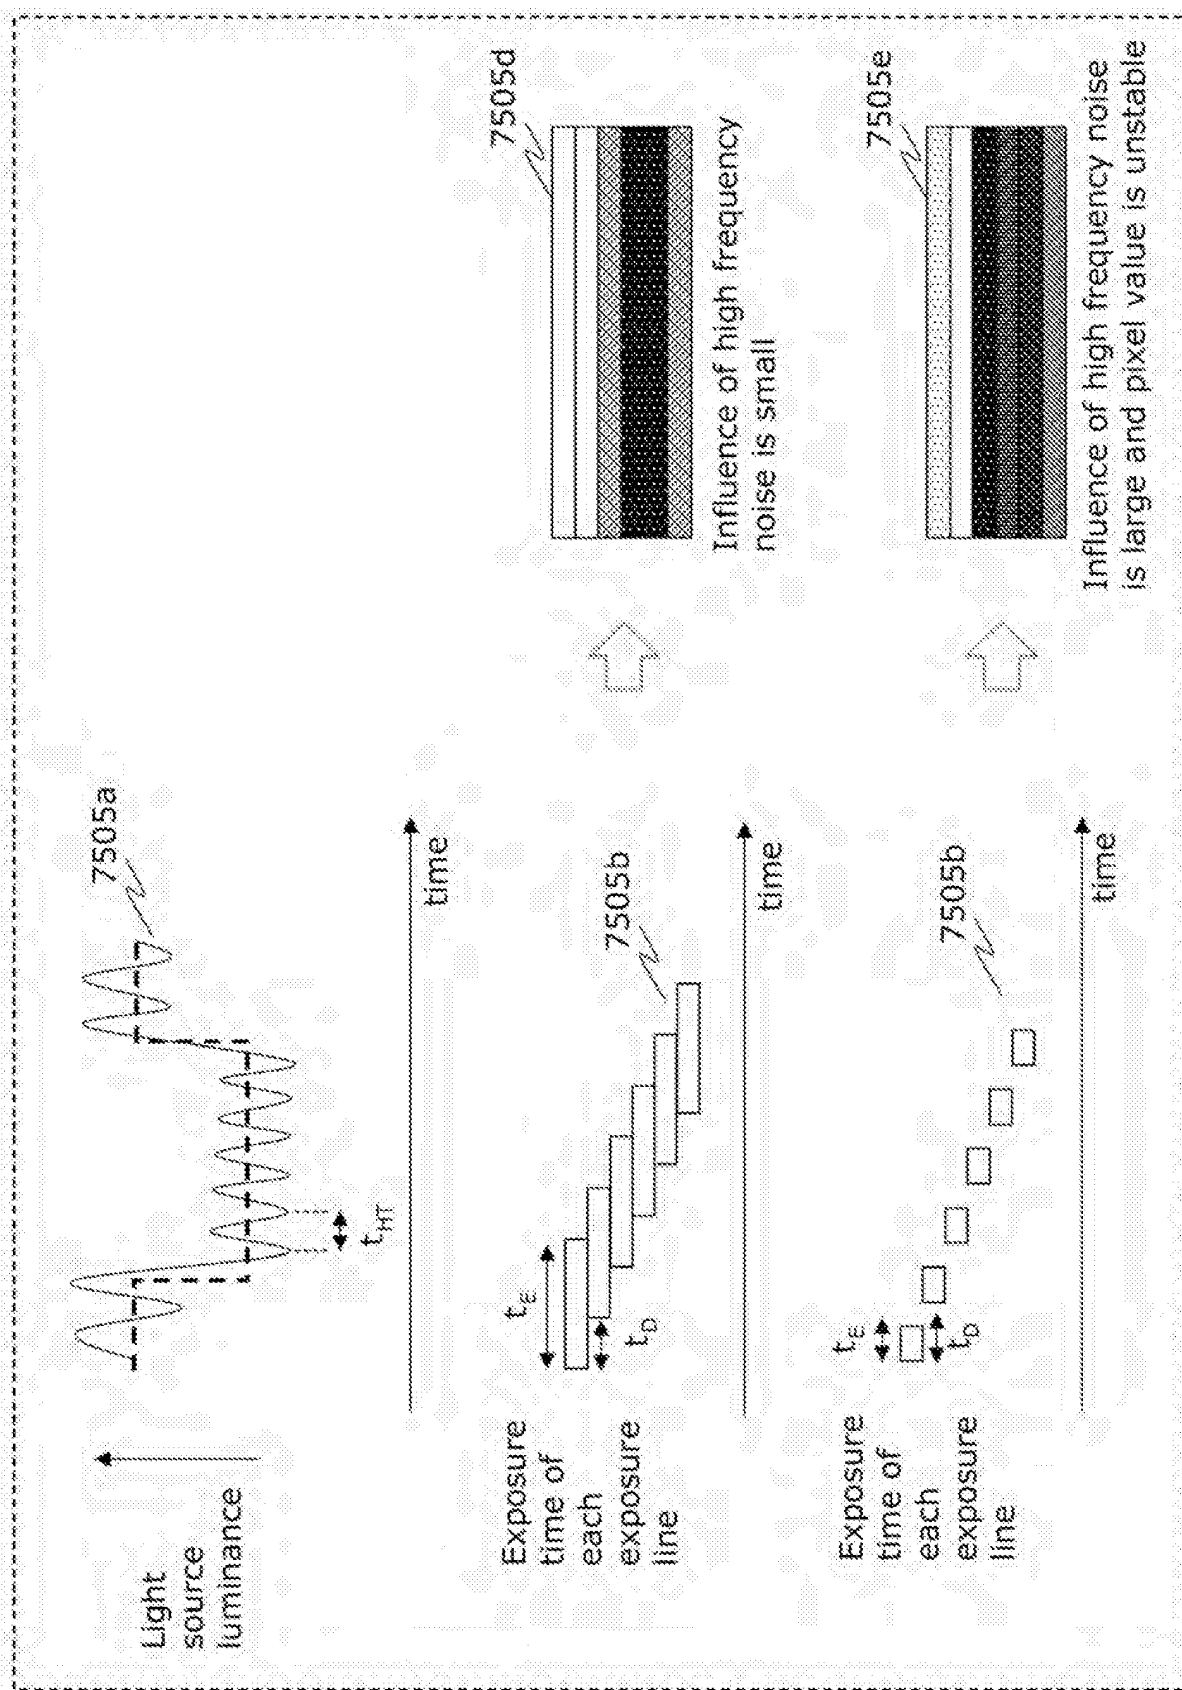 Light
source
luminance
7505a
t_HT
time
Exposure
time of
each
exposure
line
t_E
t_D
7505b
time
7505d
Influence of high frequency
noise is small
Exposure
time of
each
exposure
line
t_E
t_D
7505b
time
7505e
Influence of high frequency noise
is large and pixel value is unstable